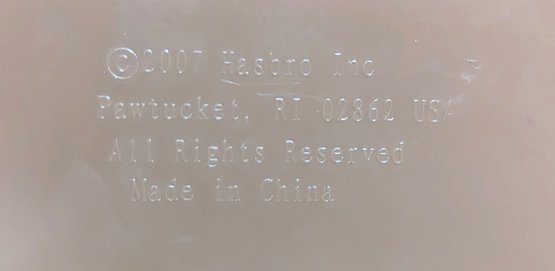 ©2007 Hasbro Inc
Pawtucket, RI 02862 USA
All Rights Reserved
Made in China